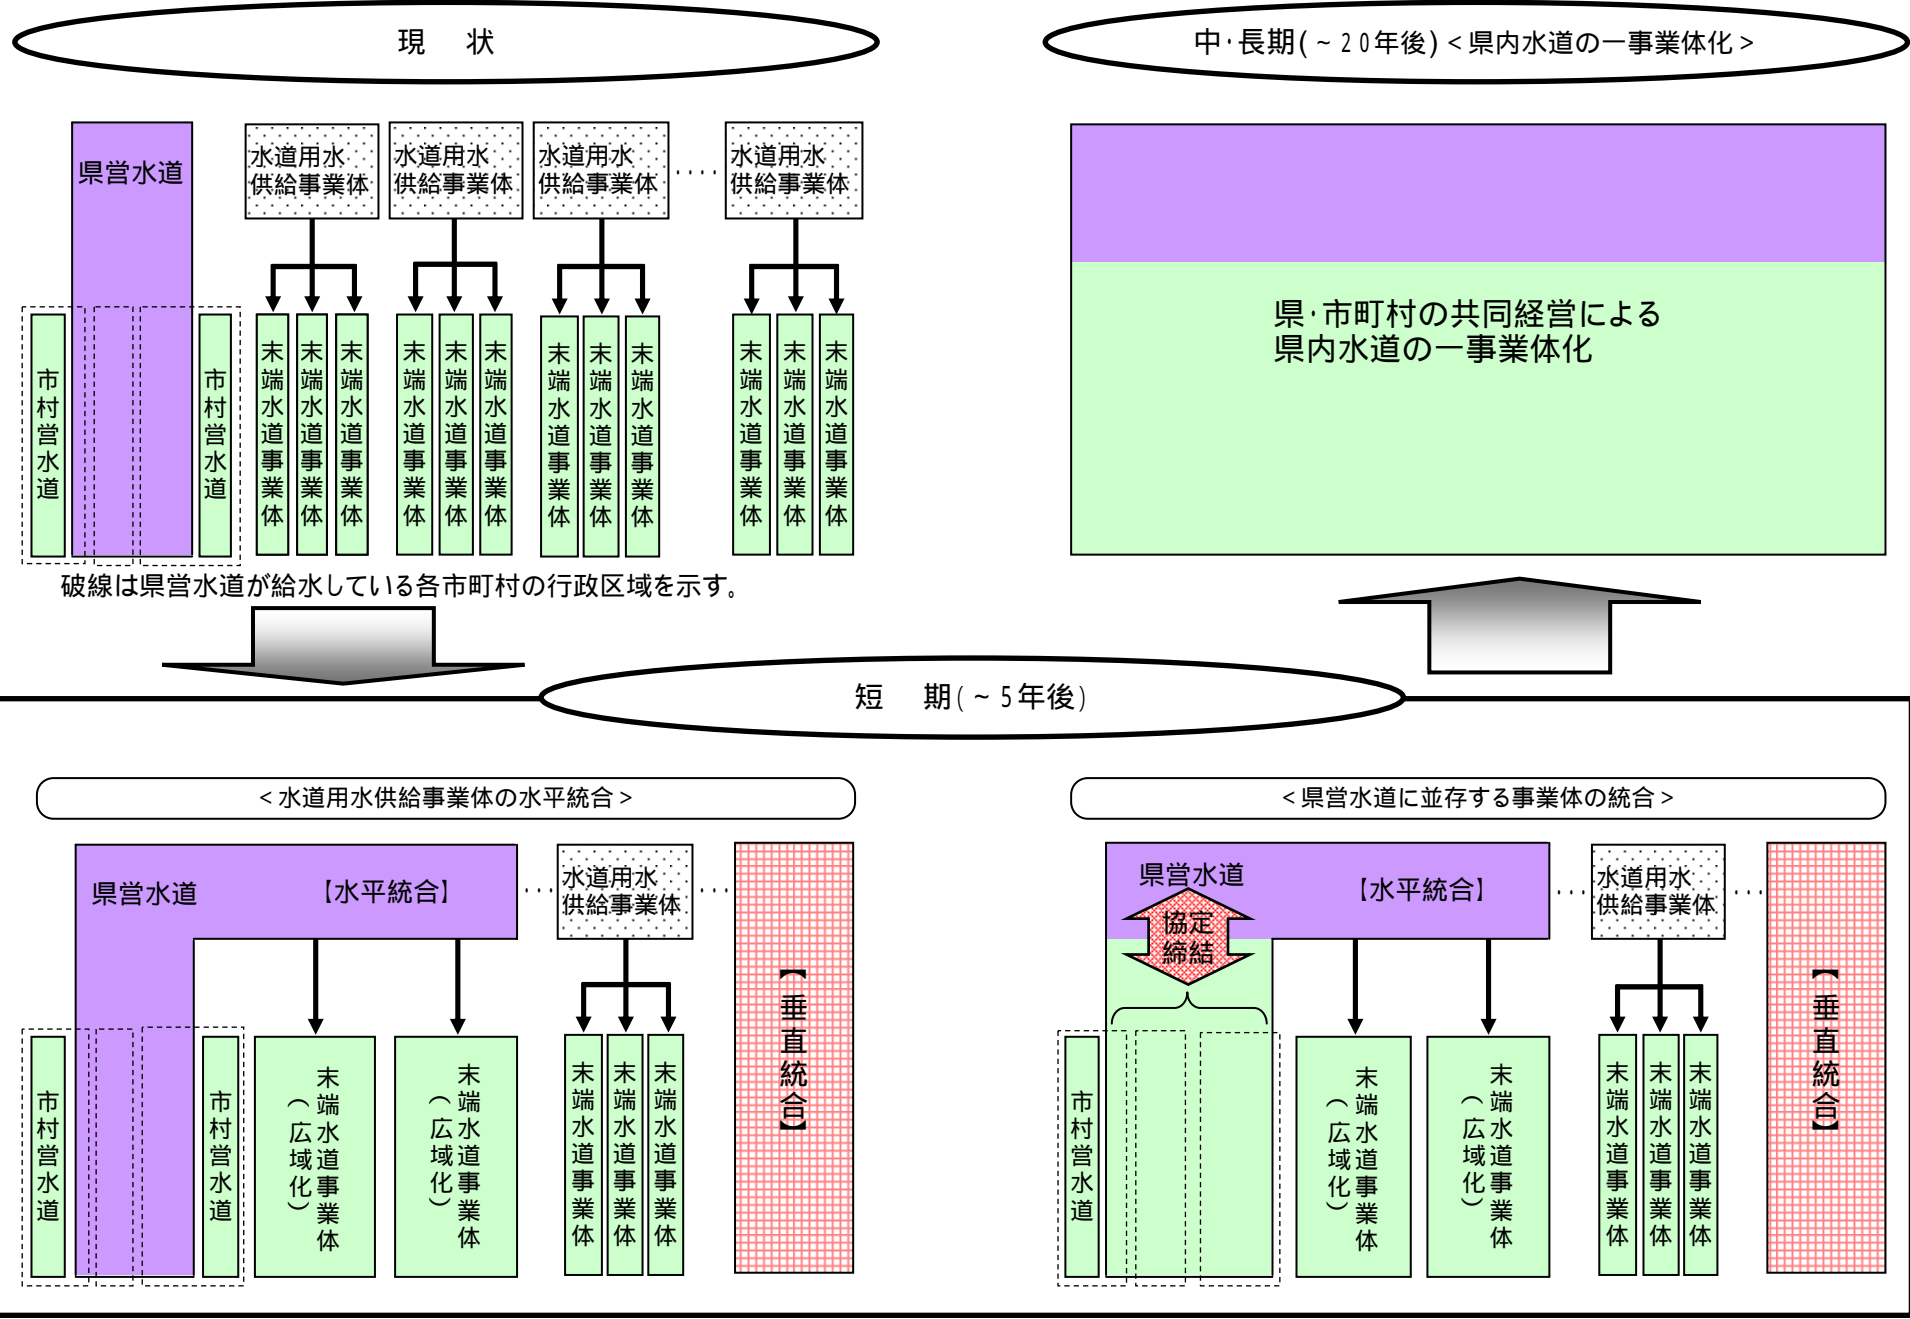 現　状
中・長期(～20年後)<県内水道の一事業体化>
県営水道
水道用水
供給事業体
水道用水
供給事業体
水道用水
供給事業体
・・・・
水道用水
供給事業体
市村営水道
市村営水道
末端水道事業体
末端水道事業体
末端水道事業体
末端水道事業体
末端水道事業体
末端水道事業体
末端水道事業体
末端水道事業体
末端水道事業体
末端水道事業体
末端水道事業体
末端水道事業体
破線は県営水道が給水している各市町村の行政区域を示す。
県・市町村の共同経営による
県内水道の一事業体化
短　期(～5年後)
<水道用水供給事業体の水平統合>
県営水道
【水平統合】
・・・
水道用水
供給事業体
・・・
【垂直統合】
市村営水道
市村営水道
末端水道事業体
（広域化）
末端水道事業体
（広域化）
末端水道事業体
末端水道事業体
末端水道事業体
<県営水道に並存する事業体の統合>
県営水道
【水平統合】
協定
締結
・・・
水道用水
供給事業体
・・・
【垂直統合】
市村営水道
末端水道事業体
（広域化）
末端水道事業体
（広域化）
末端水道事業体
末端水道事業体
末端水道事業体